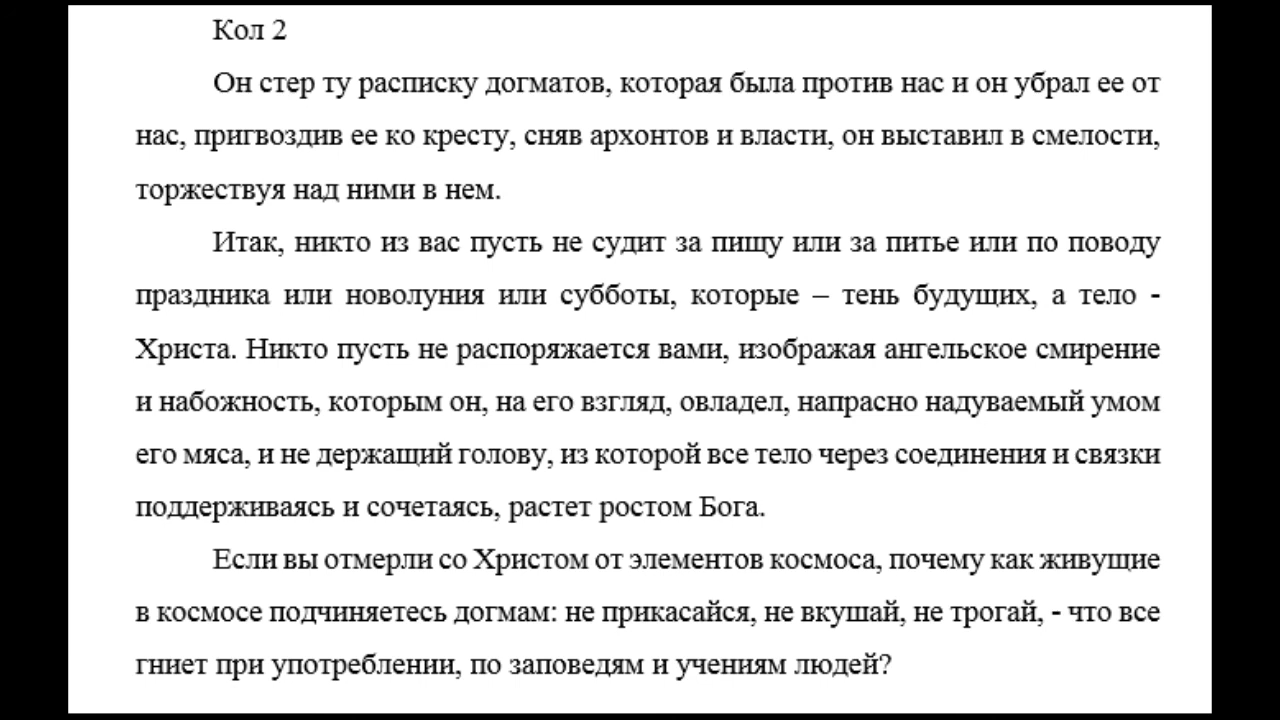 Кол 2
Он стер ту расписку догматов, которая была против нас и он убрал ее от
нас, пригвоздив ее ко кресту, сняв архонтов и власти, он выставил в смелости,
торжествуя над ними в нем.
Итак, никто из вас пусть не судит за пищу или за питье или по поводу
праздника или новолуния или субботы, которые – тень будущих, а тело -
Христа. Никто пусть не распоряжается вами, изображая ангельское смирение
и набожность, которым он, на его взгляд, овладел, напрасно надуваемый умом
его мяса, и не держащий голову, из которой все тело через соединения и связки
поддерживаясь и сочетаясь, растет ростом Бога.
Если вы отмерли со Христом от элементов космоса, почему как живущие
в космосе подчиняетесь догмам: не прикасайся, не вкушай, не трогай, - что все
гниет при употреблении, по заповедям и учениям людей?